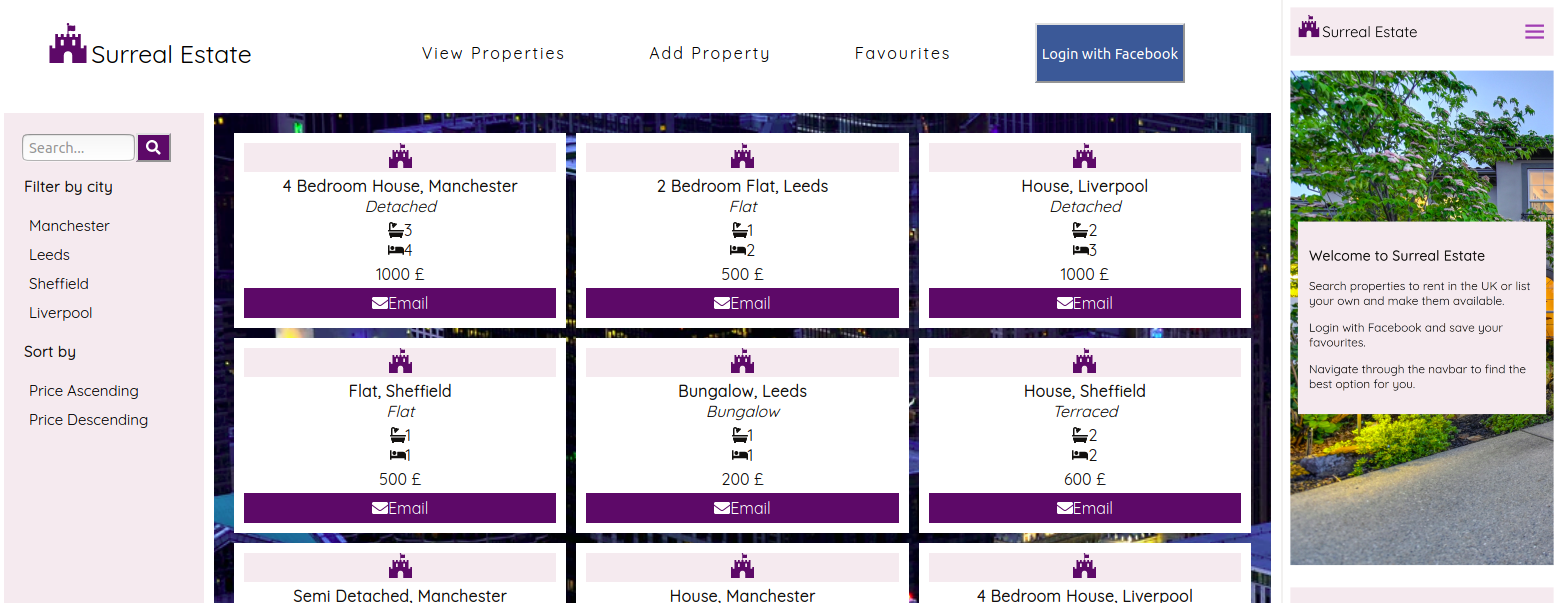 Surreal Estate
View Properties
Add Property
Favourites
Login with Facebook
Search...
Filter by city
Manchester
Leeds
Sheffield
Liverpool
Sort by
Price Ascending
Price Descending
4 Bedroom House, Manchester
Detached
3
4
1000 £
Email
2 Bedroom Flat, Leeds
Flat
1
2
500 £
Email
House, Liverpool
Detached
2
3
1000 £
Email
Flat, Sheffield
Flat
1
1
500 £
Email
Bungalow, Leeds
Bungalow
1
1
200 £
Email
House, Sheffield
Terraced
2
2
600 £
Email
Semi Detached, Manchester
House, Manchester
4 Bedroom House, Liverpool
Surreal Estate
Welcome to Surreal Estate
Search properties to rent in the UK or list
your own and make them available.
Login with Facebook and save your
favourites.
Navigate through the navbar to find the
best option for you.